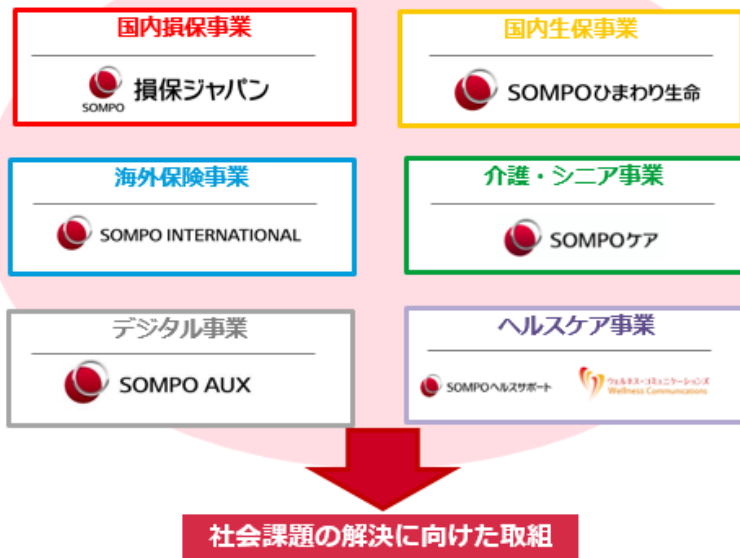 国内損保事業
国内生保事業
SOMPO
損保ジャパン
SOMPOひまわり生命
海外保険事業
介護・シニア事業
SOMPO INTERNATIONAL
SOMPOケア
デジタル事業
ヘルスケア事業
SOMPO AUX
SOMPOヘルスサポート
ウェルネス・コミュニケーションズ
Wellness Communications
社会課題の解決に向けた取組